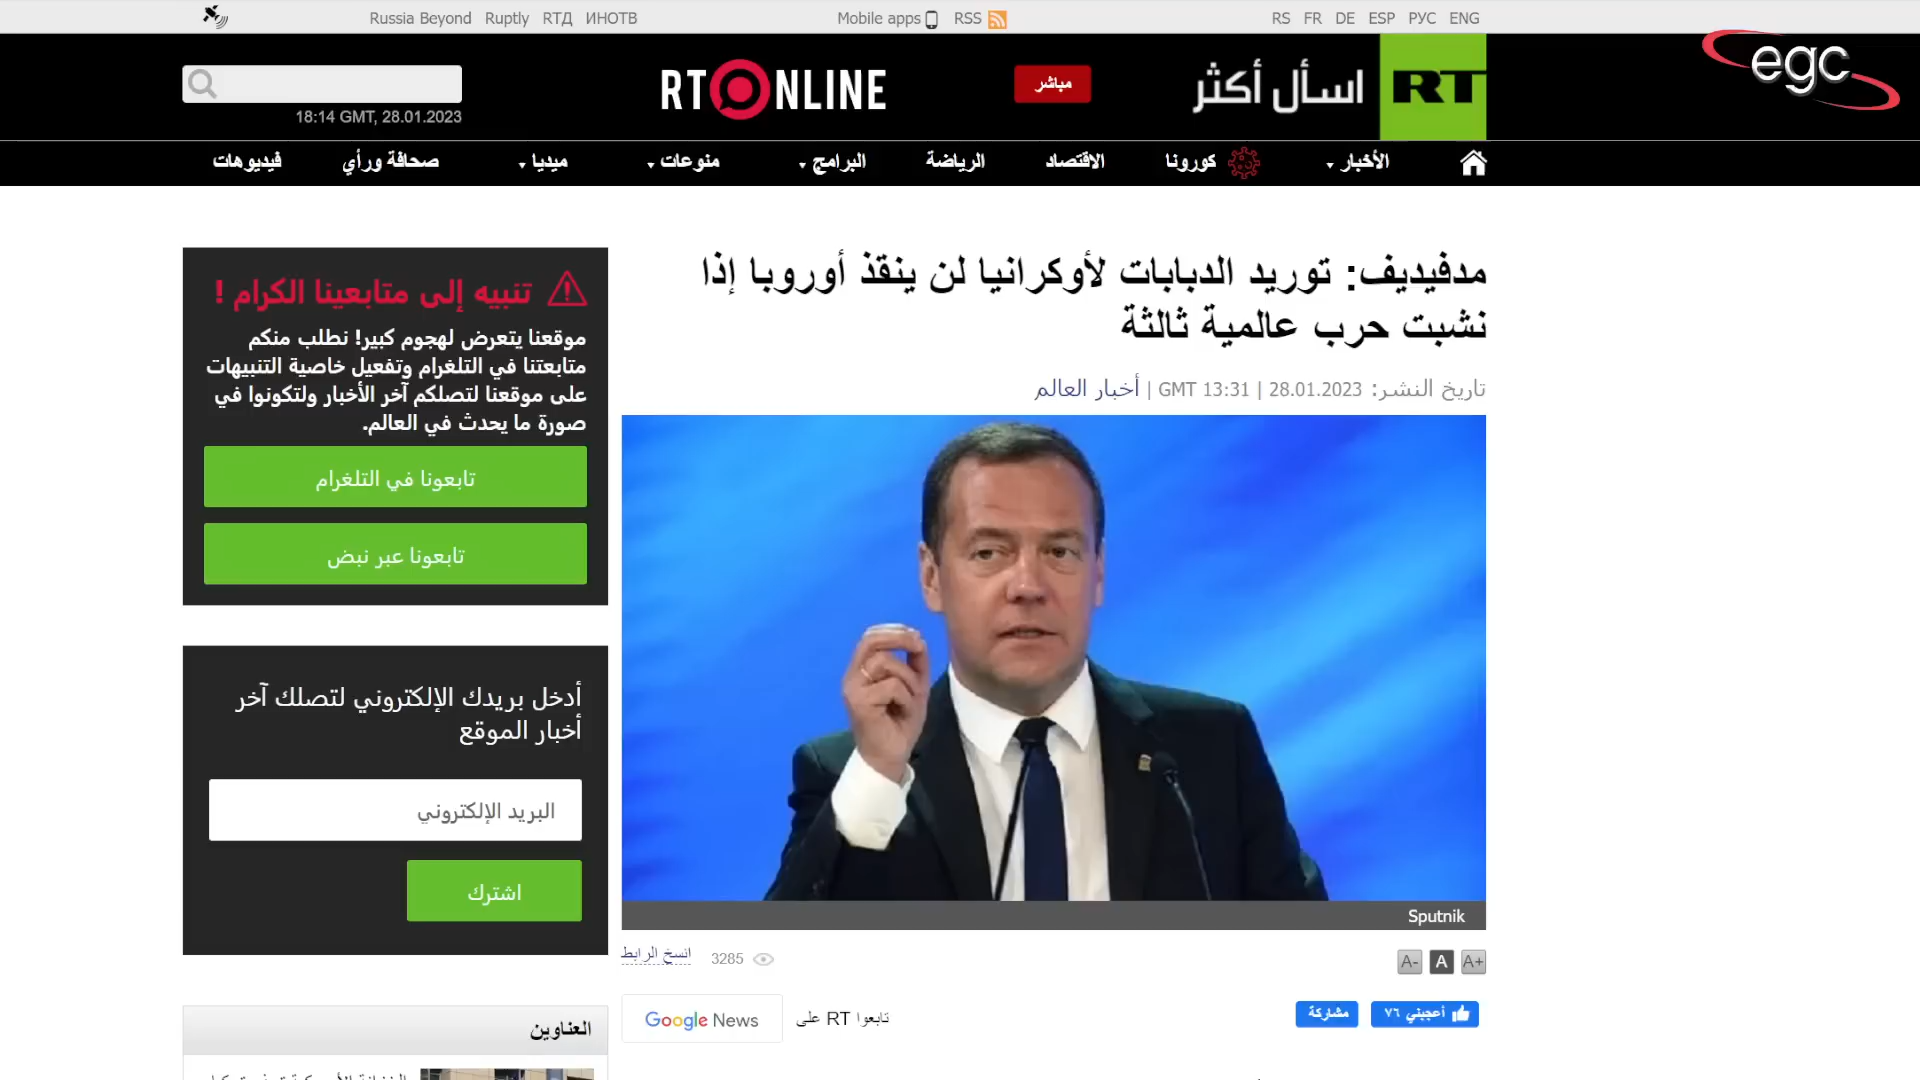 Russia Beyond Ruptly RTД ИНОТВ
Mobile apps RSS
RS FR DE ESP РУС ENG
egc
RT
اسأل أكثر
مباشر
RTONLINE
18:14 GMT, 28.01.2023
الأخبار
كورونا
الاقتصاد
الرياضة
البرامج
منوعات
ميديا
صحافة ورأي
فيديوهات
مدفيديف: توريد الدبابات لأوكرانيا لن ينقذ أوروبا إذا
نشبت حرب عالمية ثالثة
تاريخ النشر: 28.01.2023 | 13:31 GMT | أخبار العالم
Sputnik
A- A A+
3285
انسخ الرابط
أعجبني ٧٦
مشاركة
تابعوا RT على
Google News
تنبيه إلى متابعينا الكرام !
موقعنا يتعرض لهجوم كبير! نطلب منكم
متابعتنا في التلغرام وتفعيل خاصية التنبيهات
على موقعنا لتصلكم آخر الأخبار ولتكونوا في
صورة ما يحدث في العالم.
تابعونا في التلغرام
تابعونا عبر نبض
أدخل بريدك الإلكتروني لتصلك آخر
أخبار الموقع
البريد الإلكتروني
اشترك
العناوين